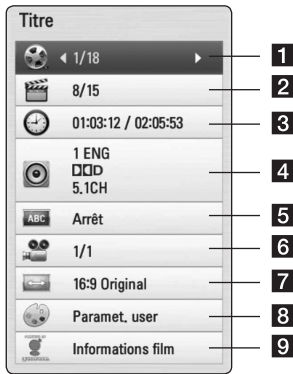 Titre
1/18 1
8/15 2
01:03:12 / 02:05:53 3
1 ENG
D
5.1CH 4
ABC Arrêt 5
1/1 6
16:9 Original 7
Paramet. user 8
Informations film 9